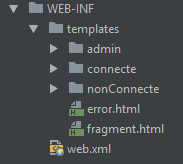 WEB-INF
templates
admin
connecte
nonConnecte
error.html
fragment.html
web.xml